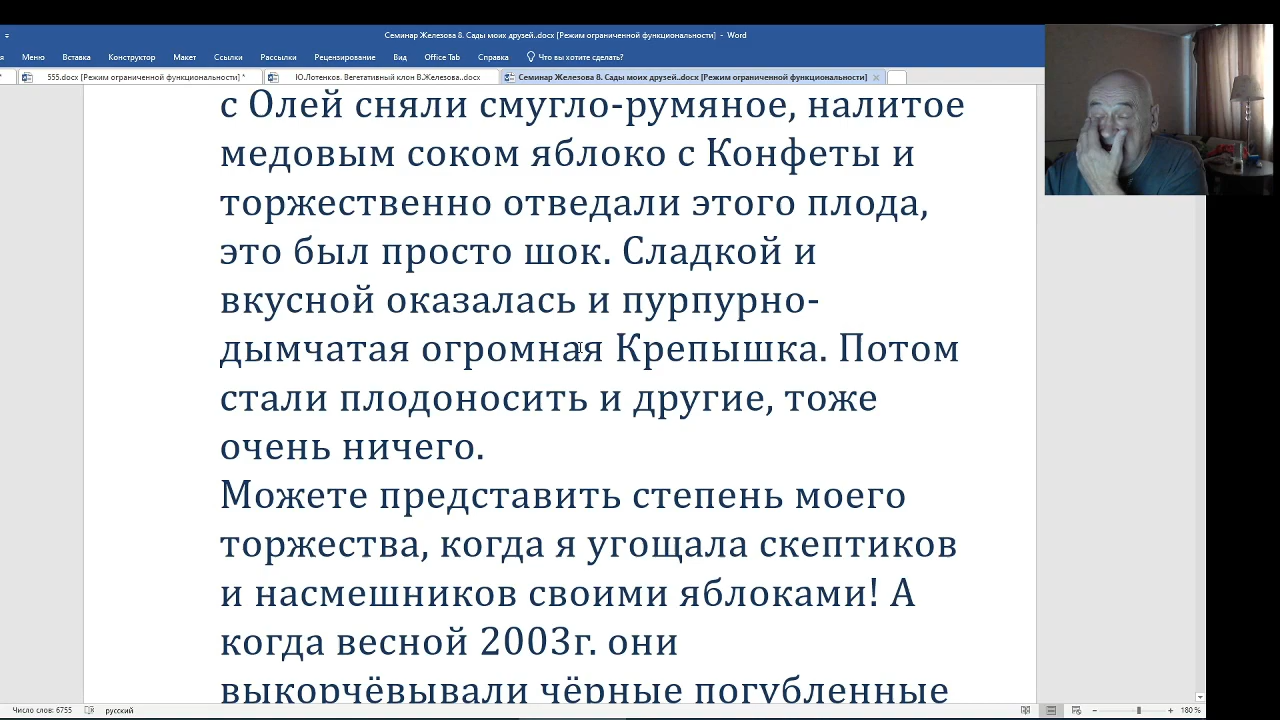 Семинар Железова 8. Сады моих друзей..docx [Режим ограниченной функциональности] - Word
Меню Вставка Конструктор Макет Ссылки Рассылки Рецензирование Вид Office Tab Справка Что вы хотите сделать?
555.docx [Режим ограниченной функциональности] * Ю.Лотенков. Вегетативный клон В.Железова..docx Семинар Железова 8. Сады моих друзей..docx [Режим ограниченной функциональности]
с Олей сняли смугло-румяное, налитое
медовым соком яблоко с Конфеты и
торжественно отведали этого плода,
это был просто шок. Сладкой и
вкусной оказалась и пурпурно-
дымчатая огромная Крепышка. Потом
стали плодоносить и другие, тоже
очень ничего.
Можете представить степень моего
торжества, когда я угощала скептиков
и насмешников своими яблоками! А
когда весной 2003г. они
выкорчёвывали чёрные погубленные
Число слов: 6755 русский 180 %